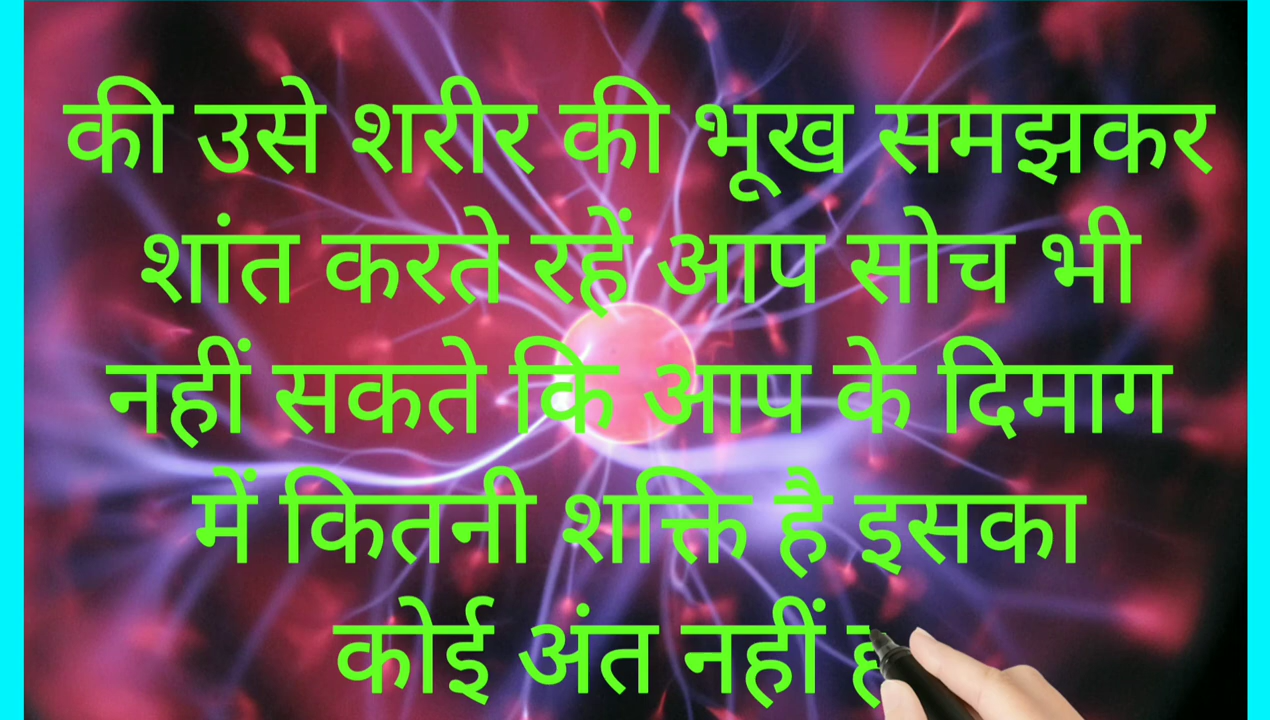 की उसे शरीर की भूख समझकर
शांत करते रहें आप सोच भी
नहीं सकते कि आप के दिमाग
में कितनी शक्ति है इसका
कोई अंत नहीं